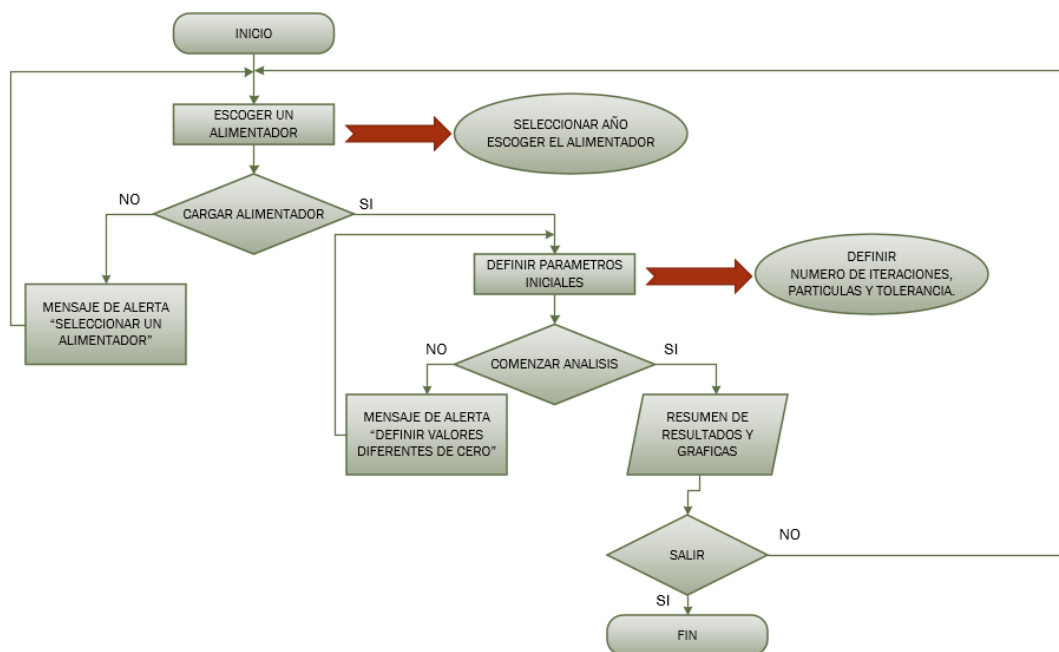 INICIO
ESCOGER UN
ALIMENTADOR
SELECCIONAR AÑO
ESCOGER EL ALIMENTADOR
NO
CARGAR ALIMENTADOR
SI
MENSAJE DE ALERTA
“SELECCIONAR UN
ALIMENTADOR”
DEFINIR PARAMETROS
INICIALES
DEFINIR
NUMERO DE ITERACIONES,
PARTICULAS Y TOLERANCIA.
NO
COMENZAR ANALISIS
SI
MENSAJE DE ALERTA
“DEFINIR VALORES
DIFERENTES DE CERO”
RESUMEN DE
RESULTADOS Y
GRAFICAS
SALIR
NO
SI
FIN